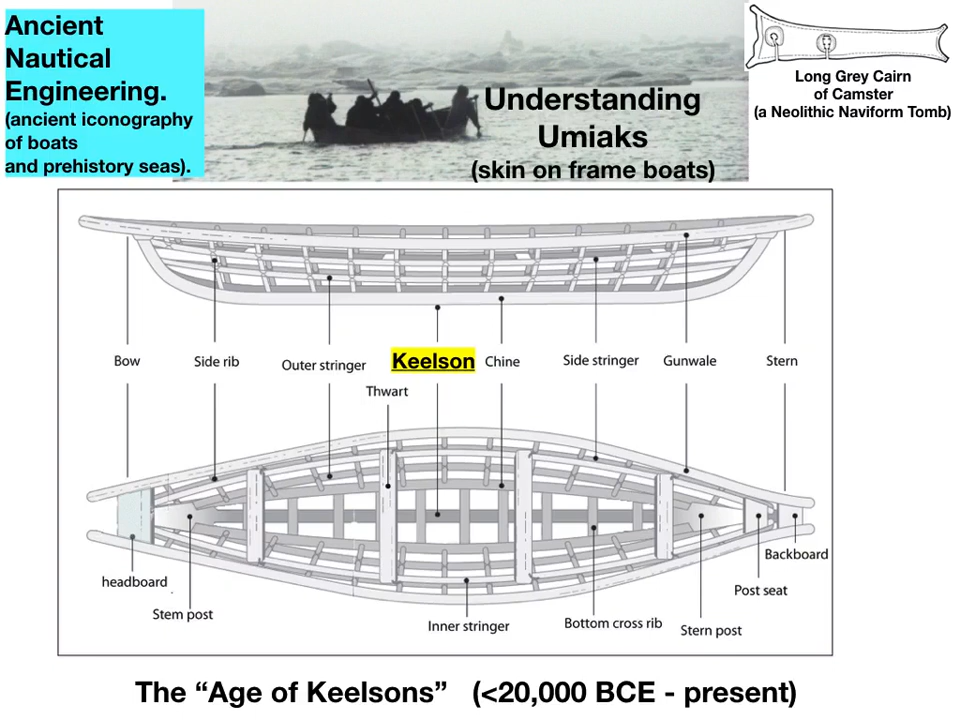 Ancient
Nautical
Engineering.
(ancient iconography
of boats
and prehistory seas).
Understanding
Umiaks
(skin on frame boats)
Long Grey Cairn
of Camster
(a Neolithic Naviform Tomb)
Bow
Side rib
Outer stringer
Keelson
Chine
Side stringer
Gunwale
Stern
Thwart
headboard
Stem post
Inner stringer
Bottom cross rib
Stern post
Post seat
Backboard
The “Age of Keelsons” (<20,000 BCE - present)